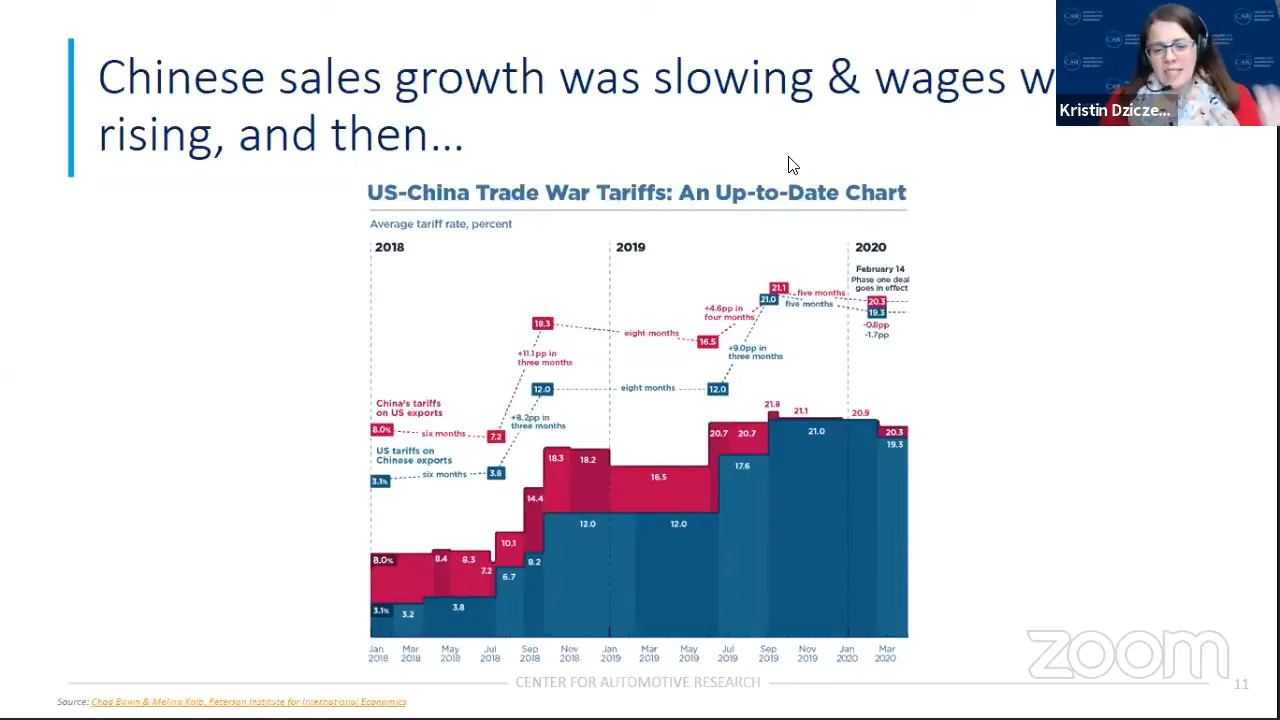 Chinese sales growth was slowing & wages w
rising, and then...
Kristin Dzicze...
US-China Trade War Tariffs: An Up-to-Date Chart
Average tariff rate, percent
2018
2019
2020
February 14
Phase one deal
goes in effect
21.1
five months
20.3
21.0
five months
19.3
-0.8pp
-1.7pp
+4.6pp in
four months
18.3
eight months
16.5
+9.0pp in
three months
+11.1pp in
three months
12.0
eight months
12.0
China's tariffs
on US exports
+8.2pp in
three months
8.0%
six months
7.2
US tariffs on
Chinese exports
3.1%
six months
3.8
21.8
21.1
20.9
20.7
20.7
21.0
20.3
19.3
18.3
18.2
17.6
16.5
14.4
12.0
12.0
10.1
8.0%
8.4
8.3
7.2
8.2
6.7
3.1%
3.2
3.8
Jan Mar May Jul Sep Nov Jan Mar May Jul Sep Nov Jan Mar
2018 2018 2018 2018 2018 2018 2019 2019 2019 2019 2019 2019 2020 2020
zoom
CENTER FOR AUTOMOTIVE RESEARCH
11
Source: Chad Bown & Melina Kolb, Peterson Institute for International Economics